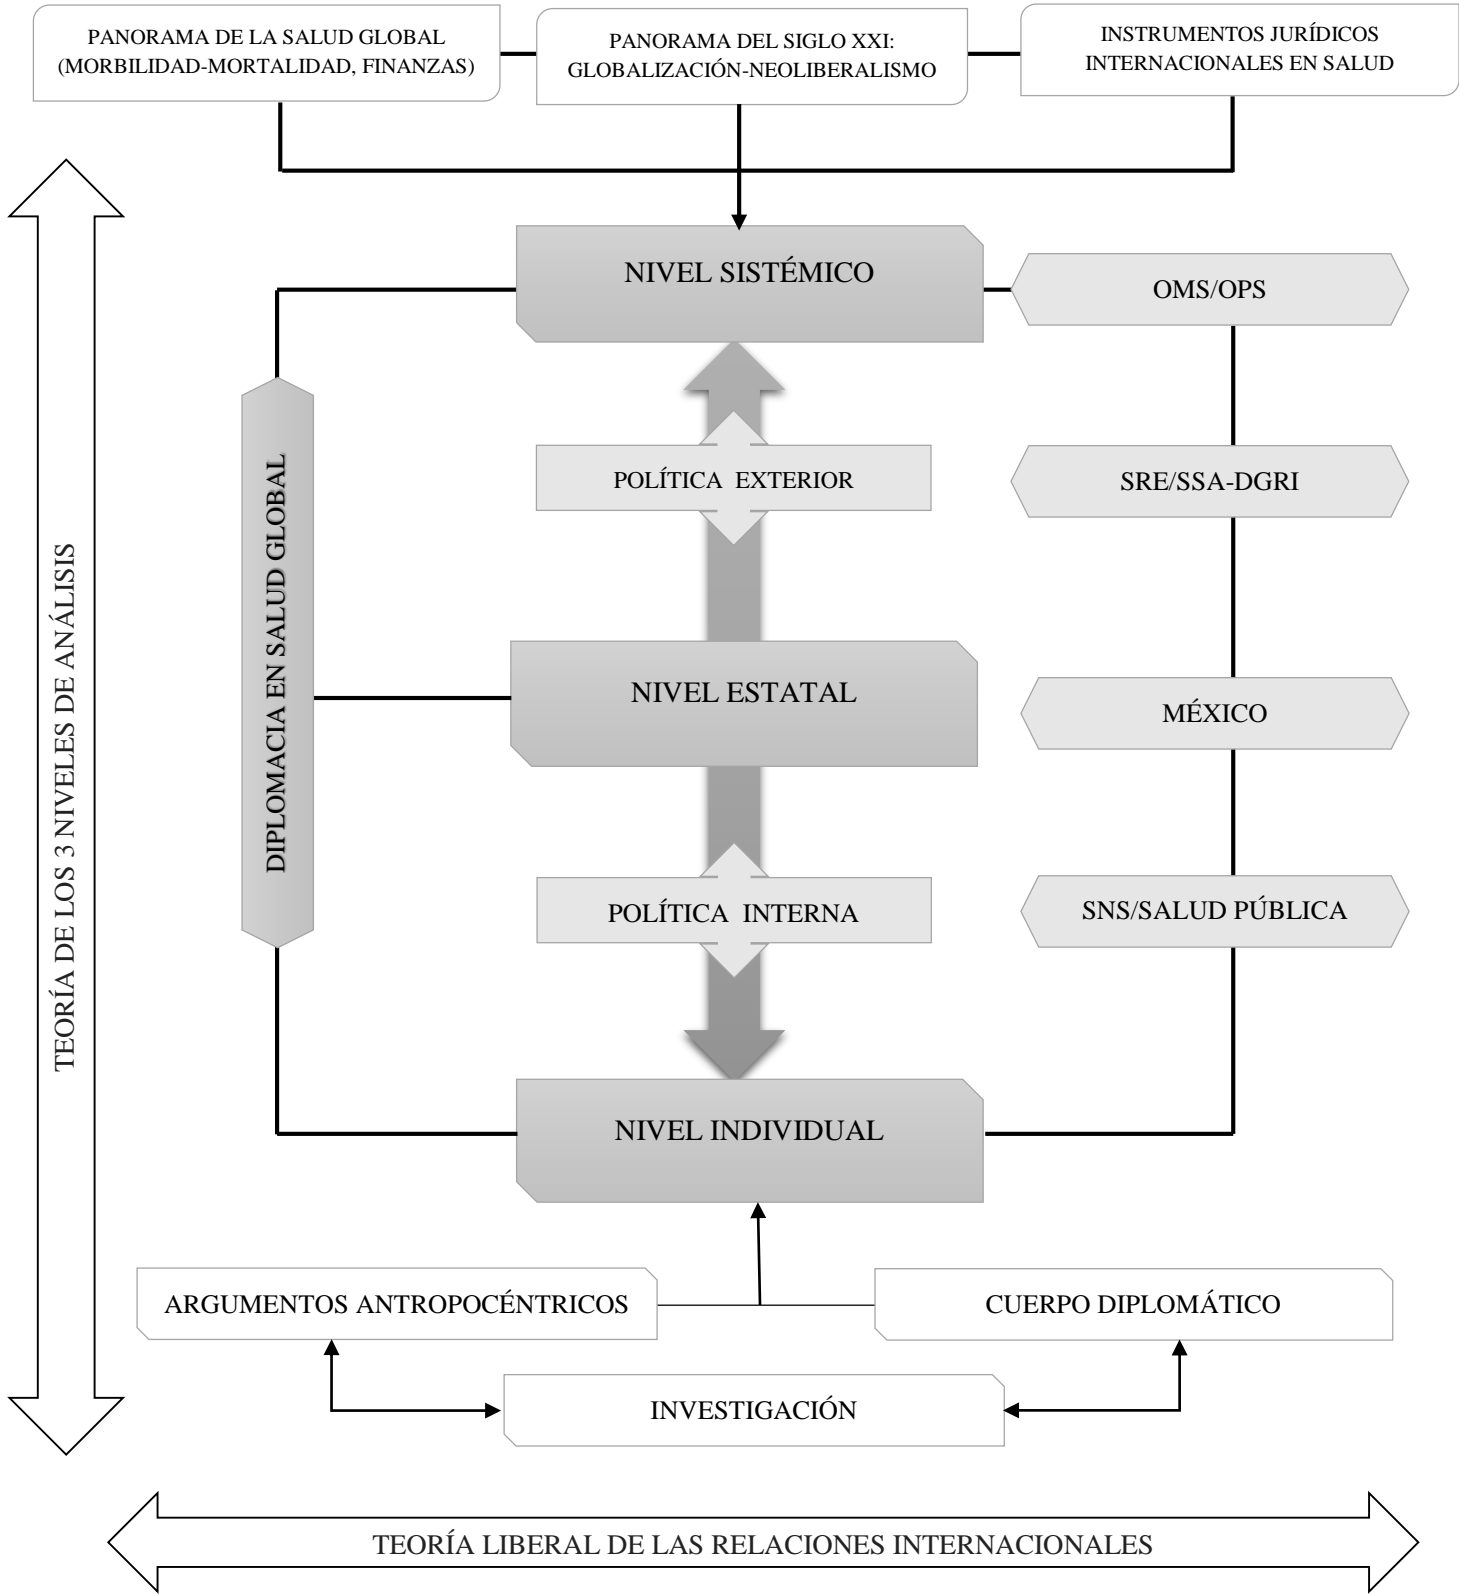 PANORAMA DE LA SALUD GLOBAL
(MORBILIDAD-MORTALIDAD, FINANZAS)
PANORAMA DEL SIGLO XXI:
GLOBALIZACIÓN-NEOLIBERALISMO
INSTRUMENTOS JURÍDICOS
INTERNACIONALES EN SALUD
NIVEL SISTÉMICO
OMS/OPS
POLÍTICA EXTERIOR
SRE/SSA-DGRI
TEORÍA DE LOS 3 NIVELES DE ANÁLISIS
DIPLOMACIA EN SALUD GLOBAL
NIVEL ESTATAL
MÉXICO
POLÍTICA INTERNA
SNS/SALUD PÚBLICA
NIVEL INDIVIDUAL
ARGUMENTOS ANTROPOCÉNTRICOS
CUERPO DIPLOMÁTICO
INVESTIGACIÓN
TEORÍA LIBERAL DE LAS RELACIONES INTERNACIONALES